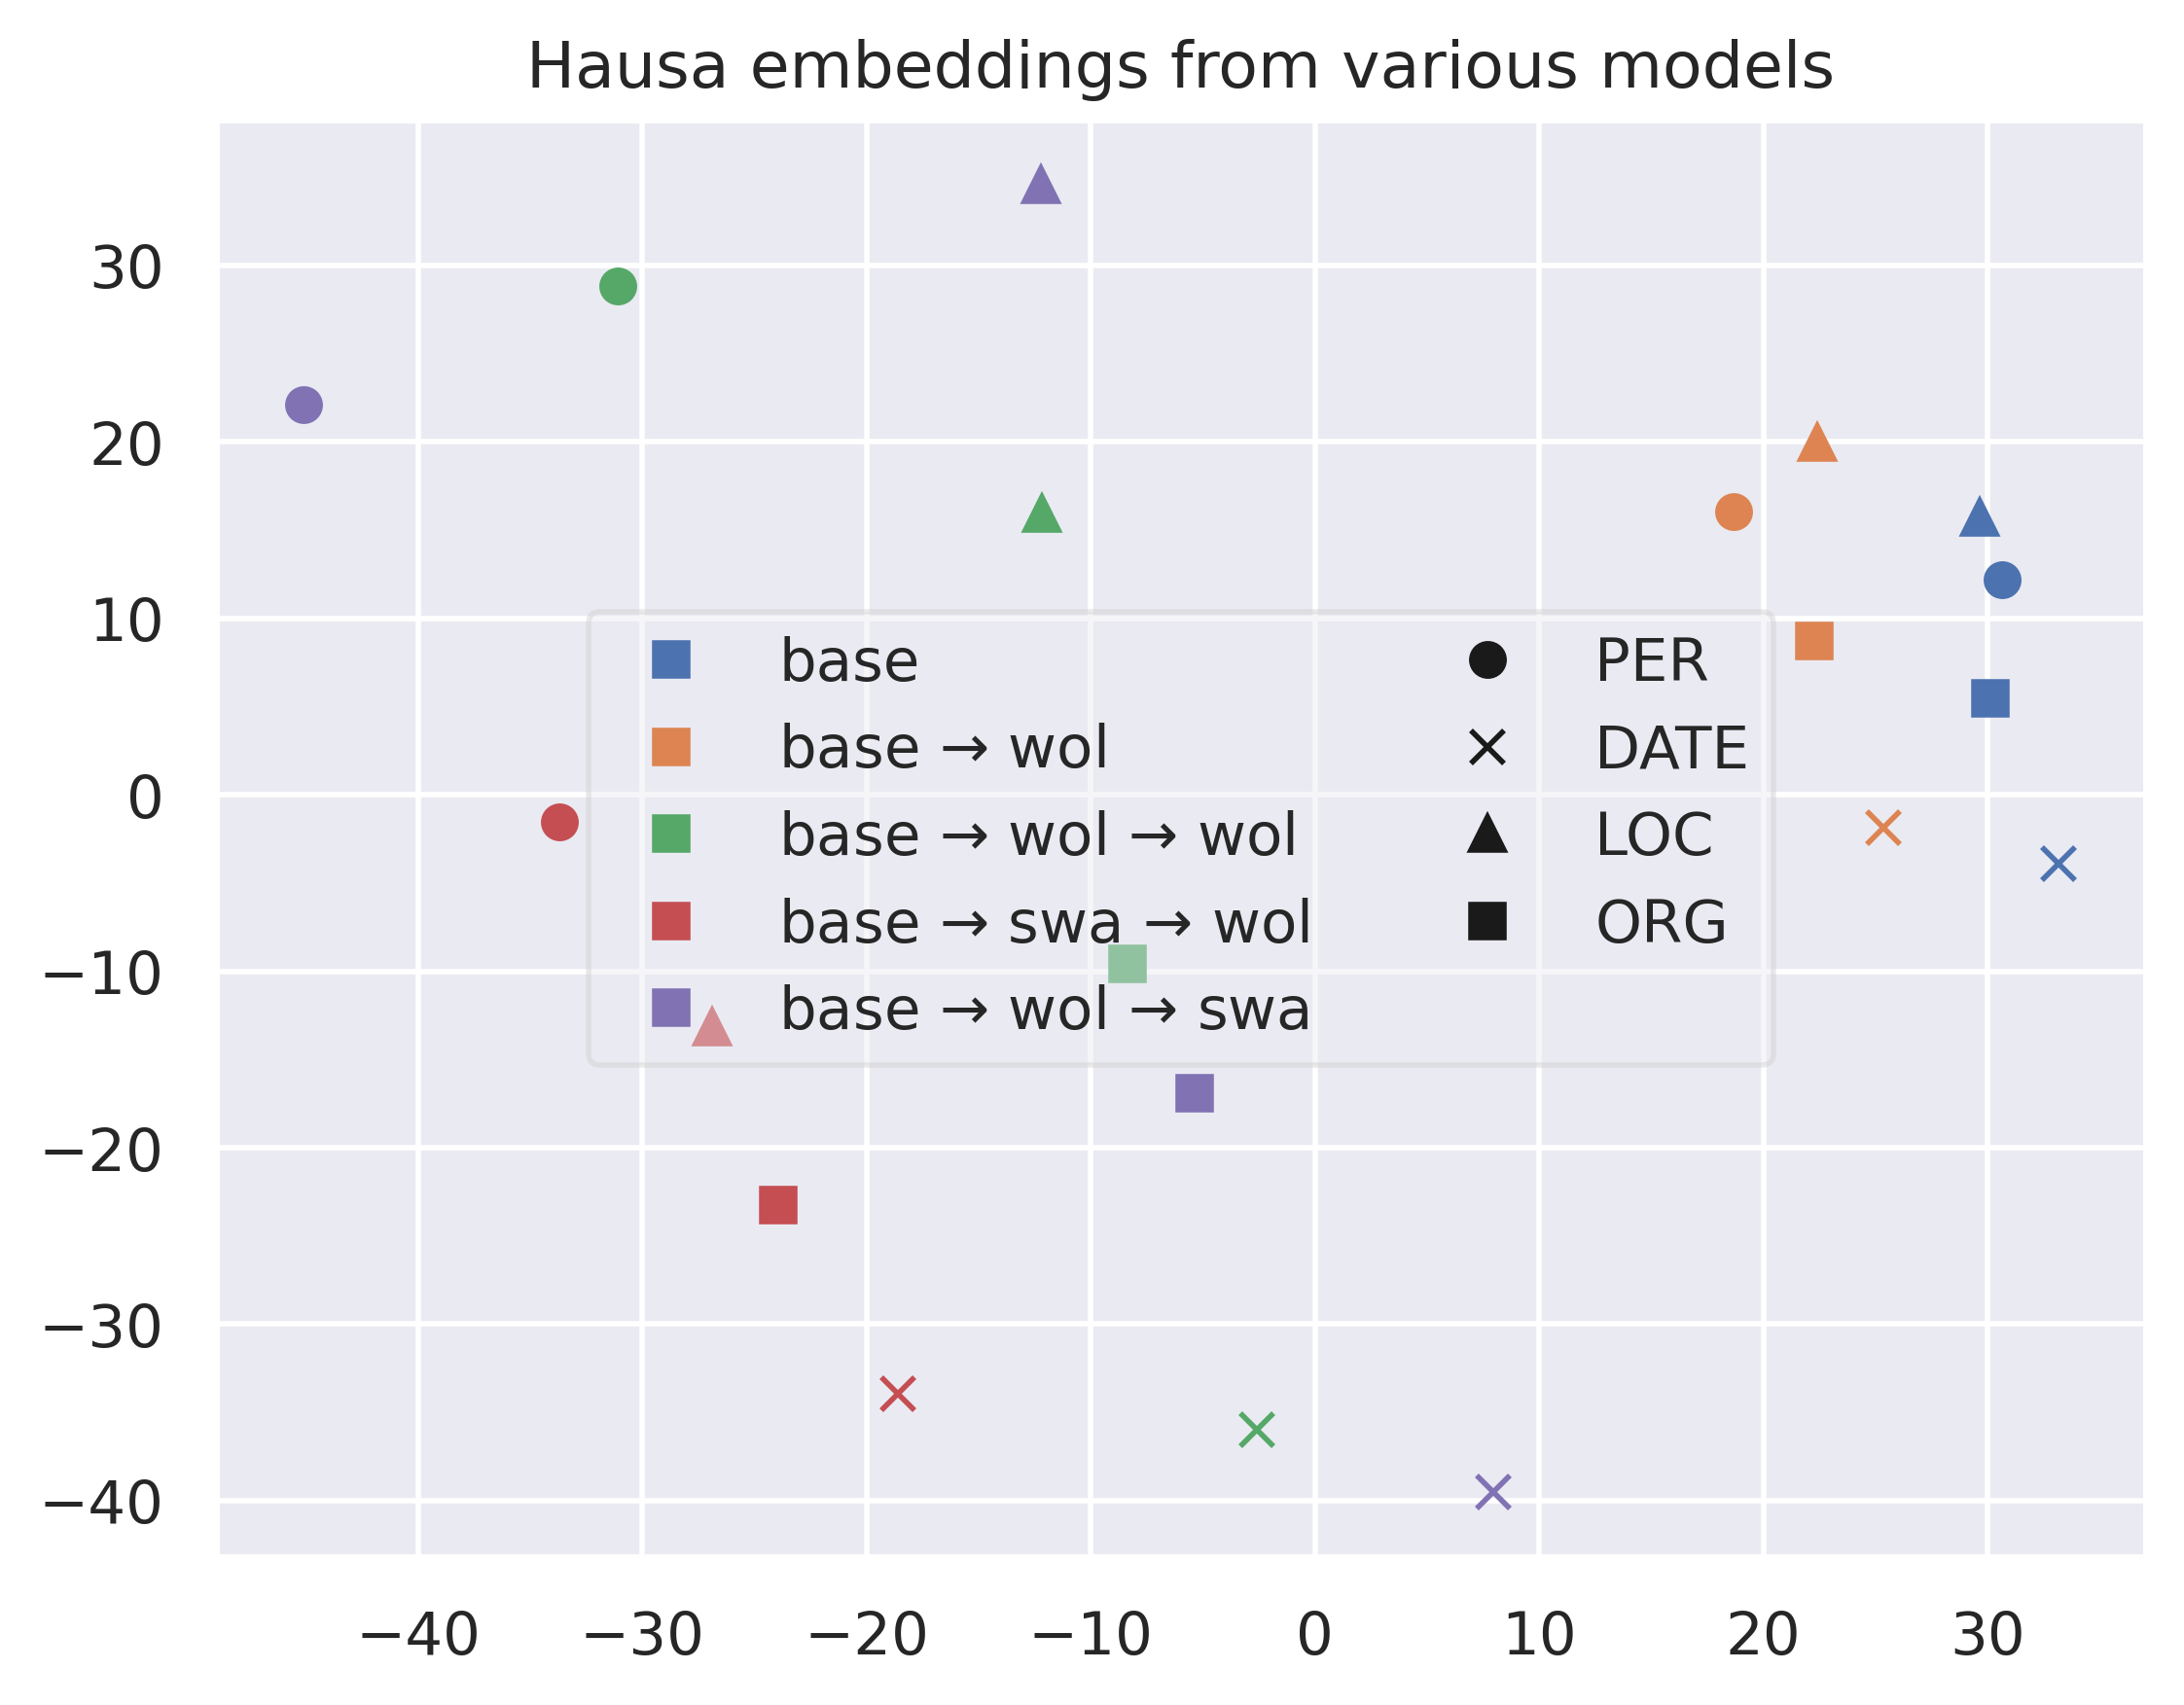 Hausa embeddings from various models
30
20
10
0
−10
−20
−30
−40
base
base → wol
base → wol → wol
base → swa → wol
base → wol → swa
PER
DATE
LOC
ORG
−40 −30 −20 −10 0 10 20 30